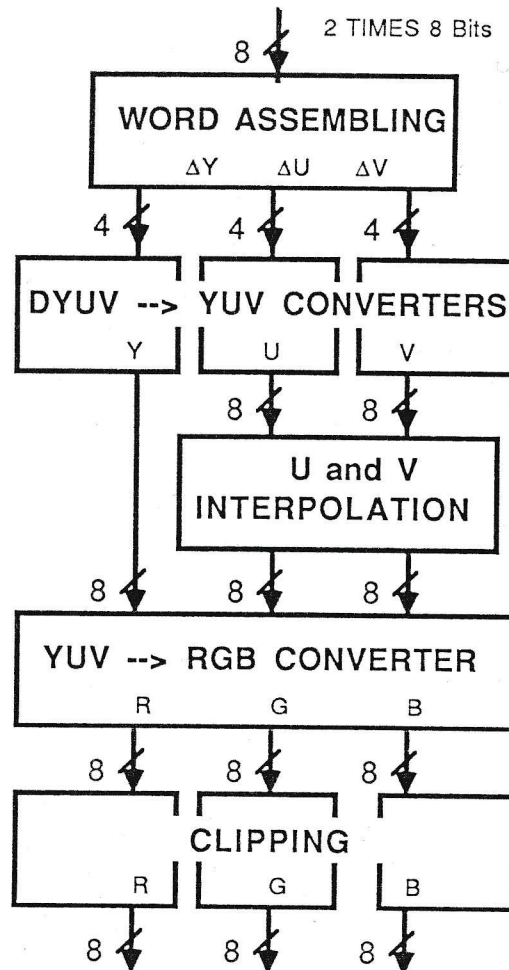 2 TIMES 8 Bits
8
WORD ASSEMBLING
ΔY ΔU ΔV
4 4 4
DYUV --> YUV CONVERTERS
Y U V
8 8
U and V
INTERPOLATION
8 8 8
YUV --> RGB CONVERTER
R G B
8 8 8
CLIPPING
R G B
8 8 8